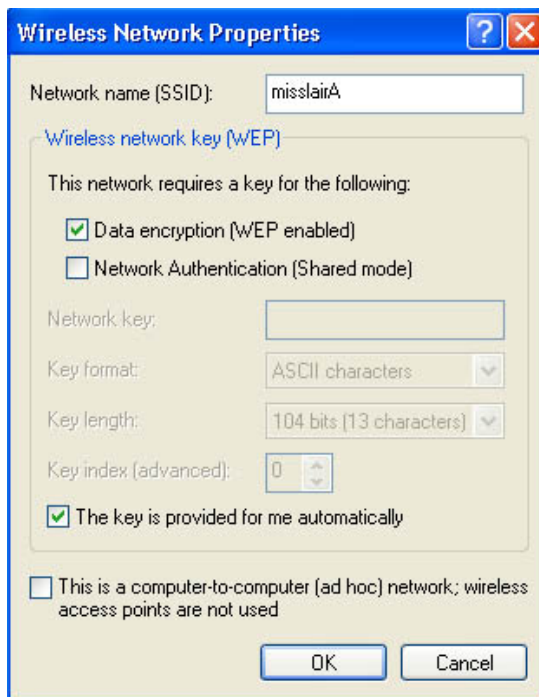 Wireless Network Properties
Network name (SSID): misslairA
Wireless network key (WEP)
This network requires a key for the following:
Data encryption (WEP enabled)
Network Authentication (Shared mode)
Network key:
Key format: ASCII characters
Key length: 104 bits (13 characters)
Key index (advanced): 0
The key is provided for me automatically
This is a computer-to-computer (ad hoc) network; wireless
access points are not used
OK Cancel